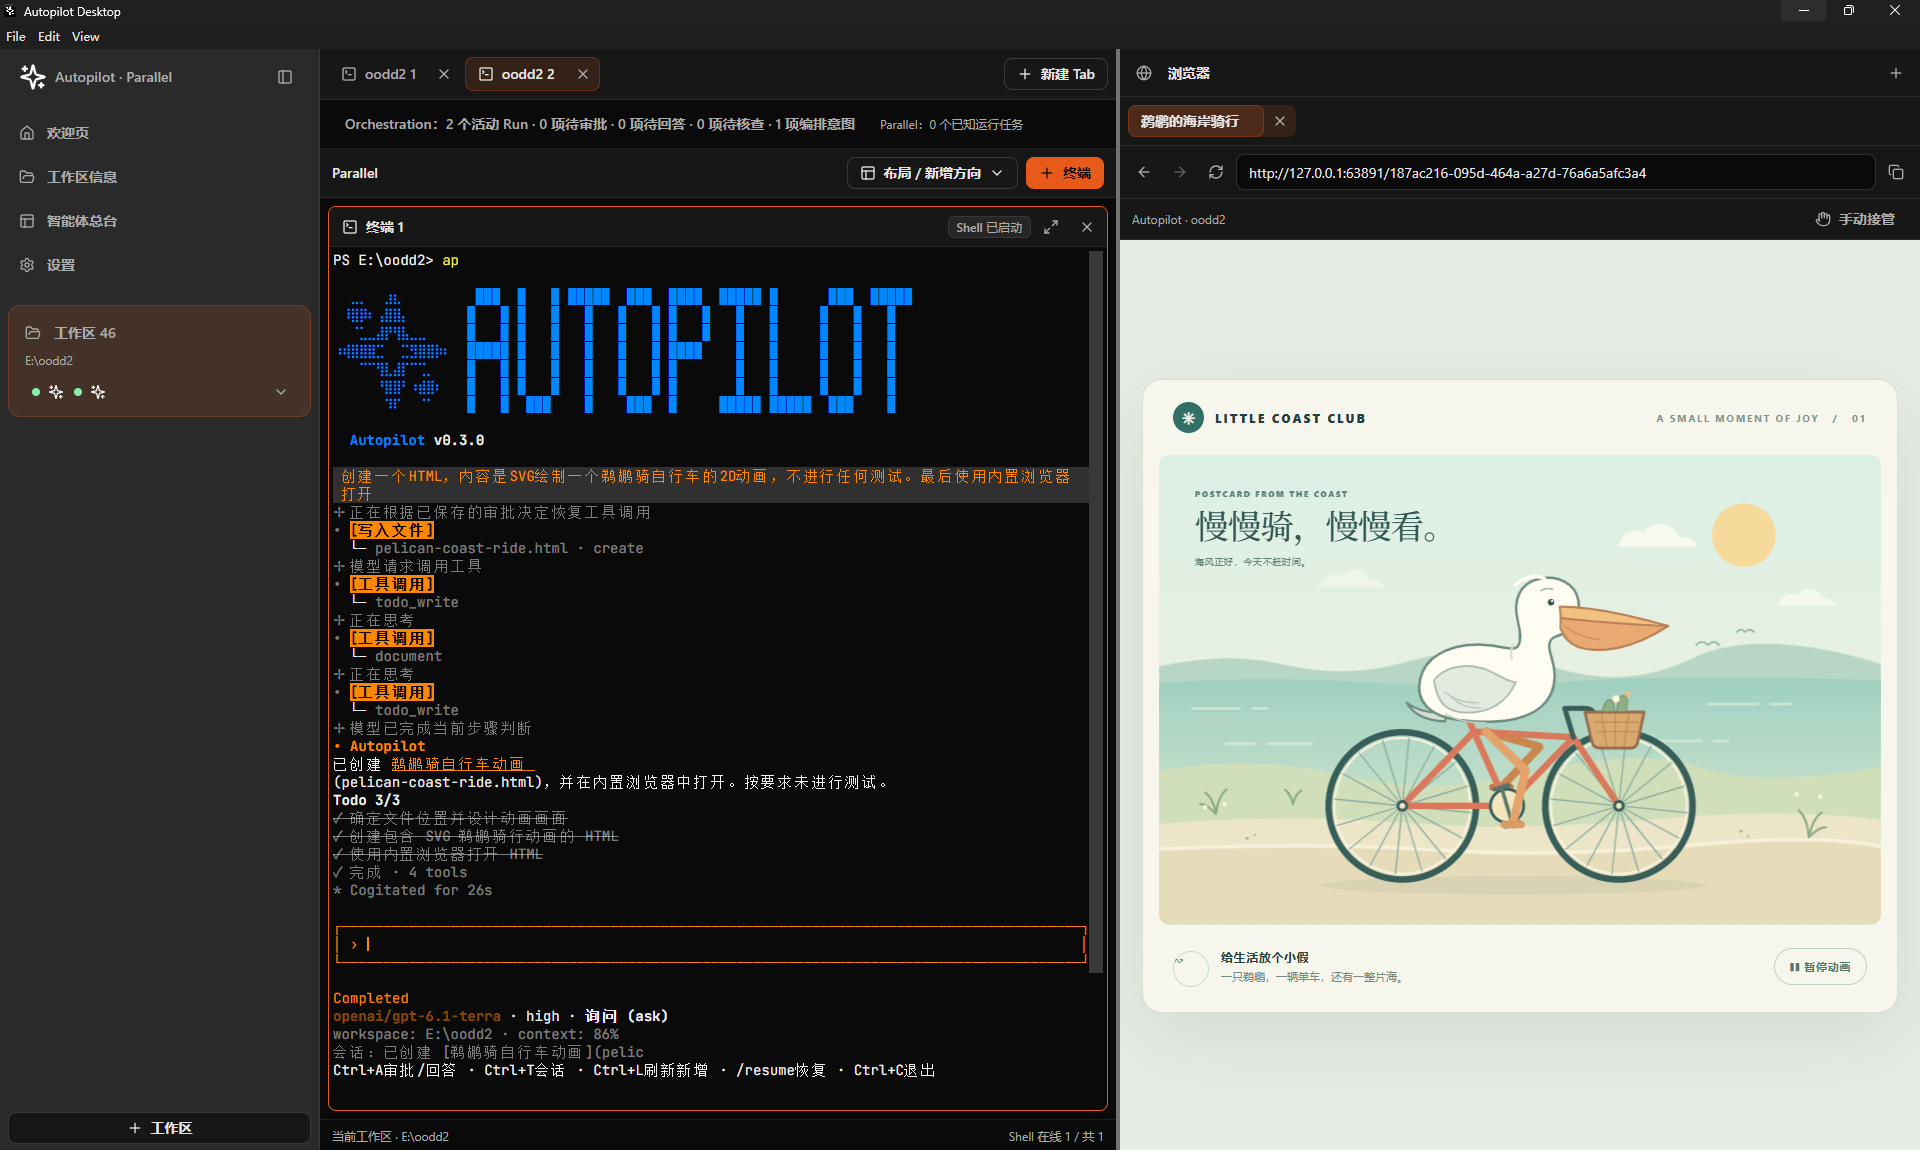 Autopilot Desktop
File Edit View
Autopilot · Parallel
欢迎页
工作区信息
智能体总台
设置
工作区 46
E:\oodd2
+ 工作区
oodd2 1
oodd2 2
+ 新建 Tab
Orchestration: 2 个活动 Run · 0 项待审批 · 0 项待回答 · 0 项待核查 · 1 项编排意图
Parallel: 0 个已知运行任务
Parallel
布局 / 新增方向
+ 终端
终端 1
Shell 已启动
PS E:\oodd2> ap
AUTOPILOT
Autopilot v0.3.0
创建一个HTML，内容是SVG绘制一个鹈鹕骑自行车的2D动画，不进行任何测试。最后使用内置浏览器
打开
正在根据已保存的审批决定恢复工具调用
• [写入文件]
└─ pelican-coast-ride.html · create
模型请求调用工具
• [工具调用]
└─ todo_write
正在思考
• [工具调用]
└─ document
正在思考
• [工具调用]
└─ todo_write
模型已完成当前步骤判断
• Autopilot
已创建 鹈鹕骑自行车动画
(pelican-coast-ride.html)，并在内置浏览器中打开。按要求未进行测试。
Todo 3/3
✓ 确定文件位置并设计动画画面
✓ 创建包含 SVG 鹈鹕骑行动画的 HTML
✓ 使用内置浏览器打开 HTML
✓ 完成 · 4 tools
* Cogitated for 26s
›
Completed
openai/gpt-6.1-terra · high · 询问 (ask)
workspace: E:\oodd2 · context: 86%
会话: 已创建 [鹈鹕骑自行车动画](pelic
Ctrl+A审批/回答 · Ctrl+T会话 · Ctrl+L刷新新增 · /resume恢复 · Ctrl+C退出
当前工作区 · E:\oodd2
Shell 在线 1 / 共 1
浏览器
鹈鹕的海岸骑行
http://127.0.0.1:63891/187ac216-095d-464a-a27d-76a6a5afc3a4
Autopilot · oodd2
手动接管
LITTLE COAST CLUB
A SMALL MOMENT OF JOY / 01
POSTCARD FROM THE COAST
慢慢骑，慢慢看。
海风正好，今天不赶时间。
给生活放个小假
一只鹈鹕，一辆单车，还有一整片海。
暂停动画